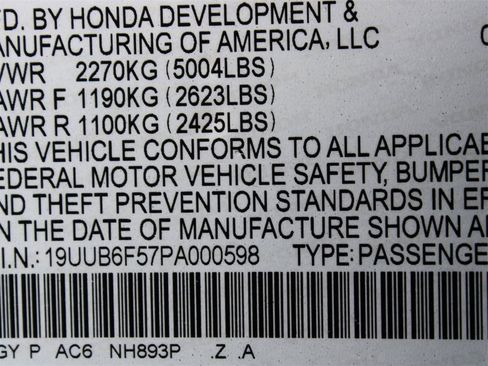 FD. BY HONDA DEVELOPMENT &
ANUFACTURING OF AMERICA, LLC
VWR 2270KG (5004LBS)
AWR F 1190KG (2623LBS)
AWR R 1100KG (2425LBS)
HIS VEHICLE CONFORMS TO ALL APPLICAB
EDERAL MOTOR VEHICLE SAFETY, BUMPER
ND THEFT PREVENTION STANDARDS IN EF
N THE DATE OF MANUFACTURE SHOWN A
.I.N.: 19UUB6F57PA000598 TYPE: PASSENGE
GY P AC6 NH893P .Z .A